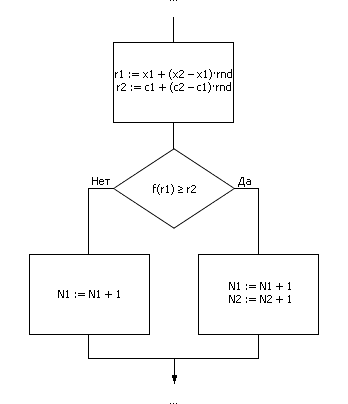 ...
r1 := x1 + (x2 – x1)·rnd
r2 := c1 + (c2 – c1)·rnd
Нет
f(r1) ≥ r2
Да
N1 := N1 + 1
N1 := N1 + 1
N2 := N2 + 1
...